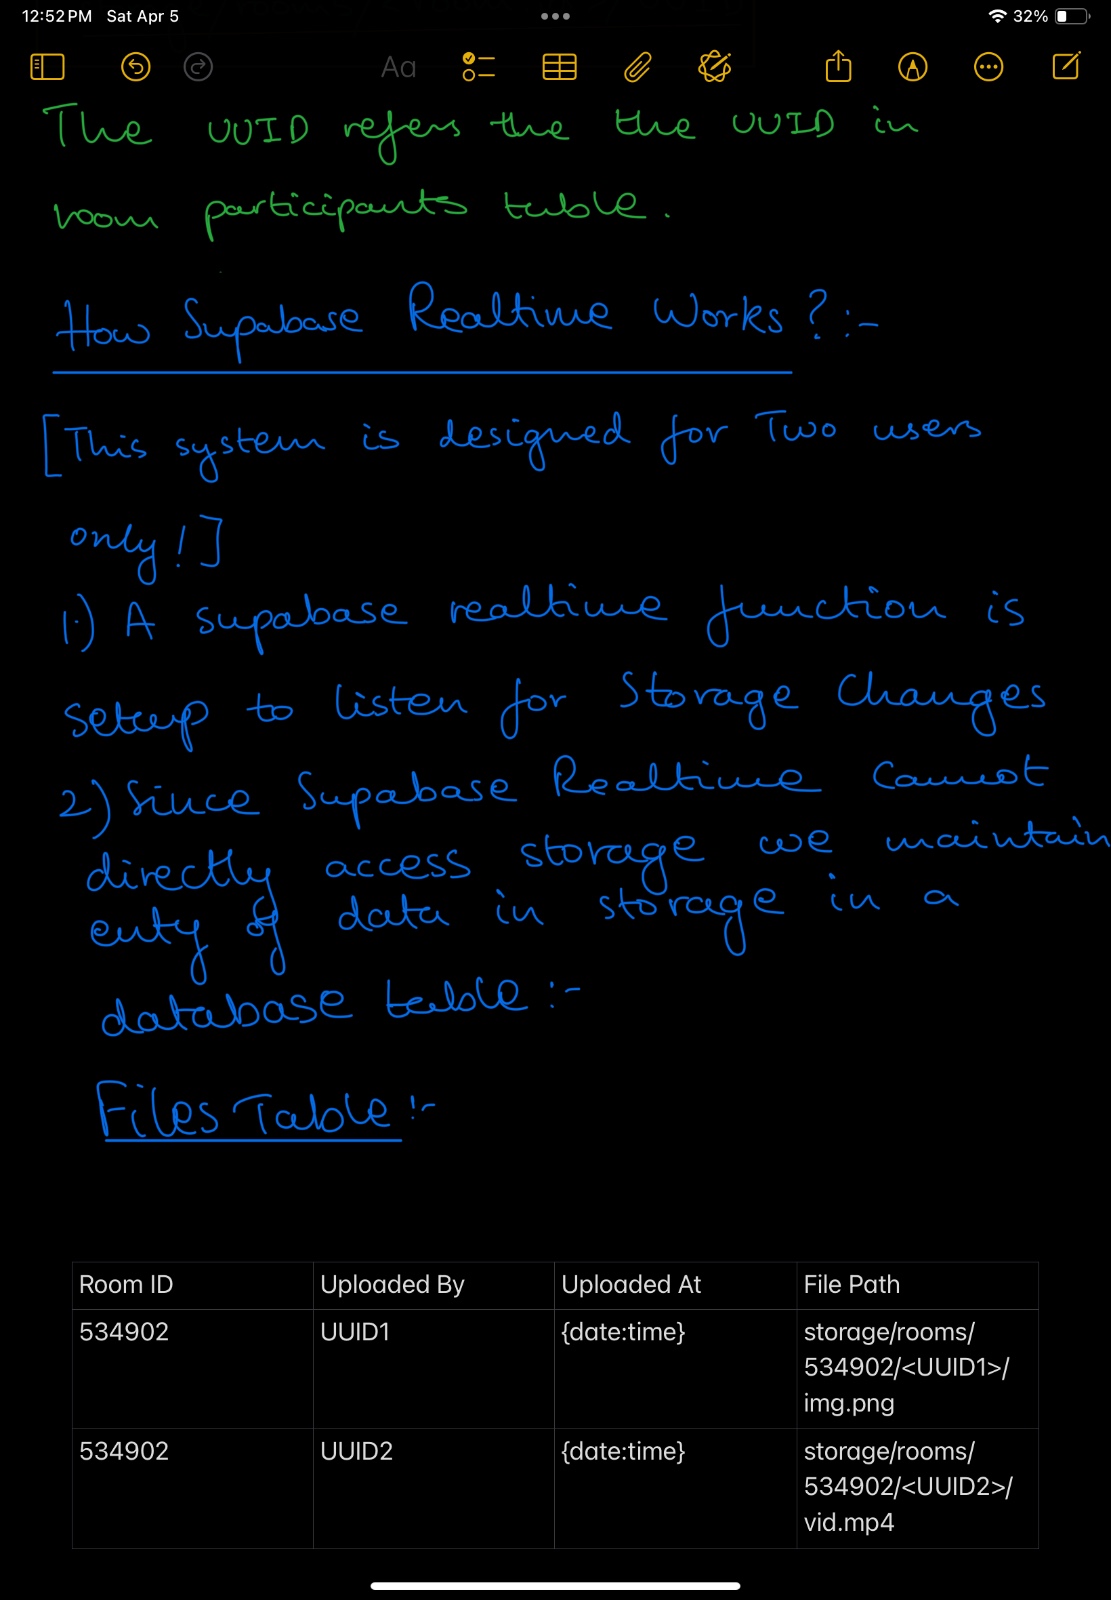 12:52 PM Sat Apr 5
32%
Aa
The UUID refers the the UUID in
room participants table.
How Supabase Realtime Works?:-
[This system is designed for Two users
only!]
1.) A supabase realtime function is
setup to listen for Storage Changes
2) Since Supabase Realtime Cannot
directly access storage we maintain
enty of data in storage in a
database table:-
Files Table:-
Room ID Uploaded By Uploaded At File Path
534902 UUID1 {date:time} storage/rooms/
534902/<UUID1>/
img.png
534902 UUID2 {date:time} storage/rooms/
534902/<UUID2>/
vid.mp4